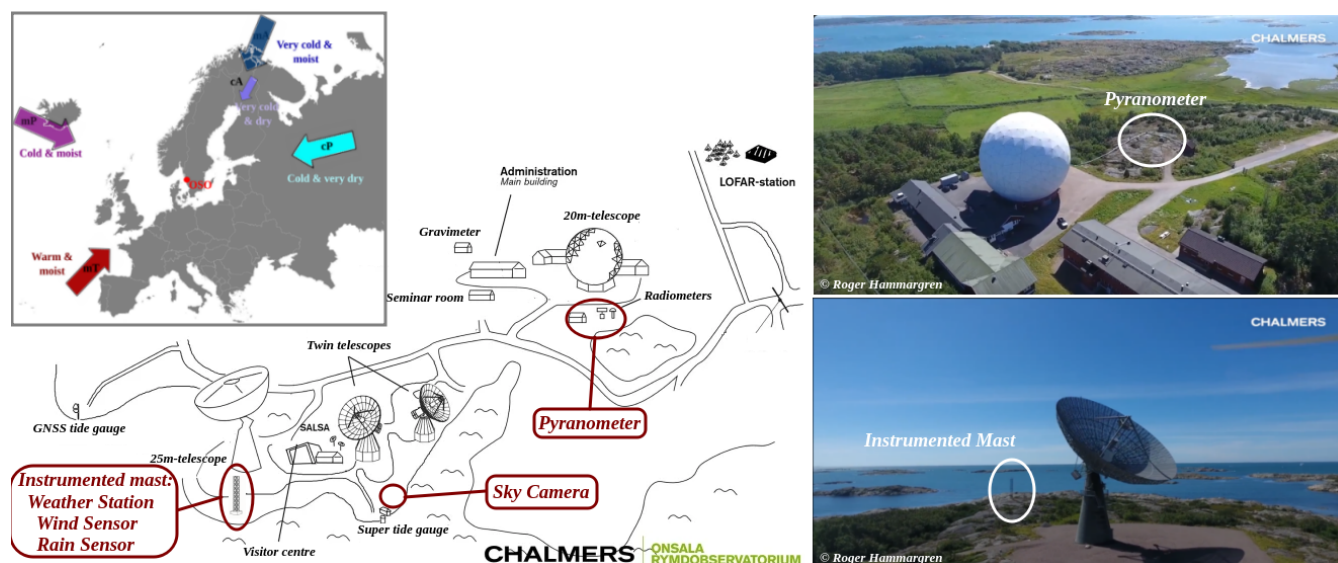 mA
Very cold &
moist
cA
Very cold
& dry
mP
A
Cold & moist
cP
Cold & very dry
OSO
Warm &
moist
mT
Administration
Main building
LOFAR-station
20m-telescope
Gravimeter
Seminar room
Radiometers
Twin telescopes
Pyranometer
GNSS tide gauge
SALSA
25m-telescope
Instrumented mast:
Weather Station
Wind Sensor
Rain Sensor
Sky Camera
Super tide gauge
Visitor centre
CHALMERS
ONSALA
RYMDOBSERVATORIUM
CHALMERS
Pyranometer
© Roger Hammargren
CHALMERS
Instrumented Mast
© Roger Hammargren